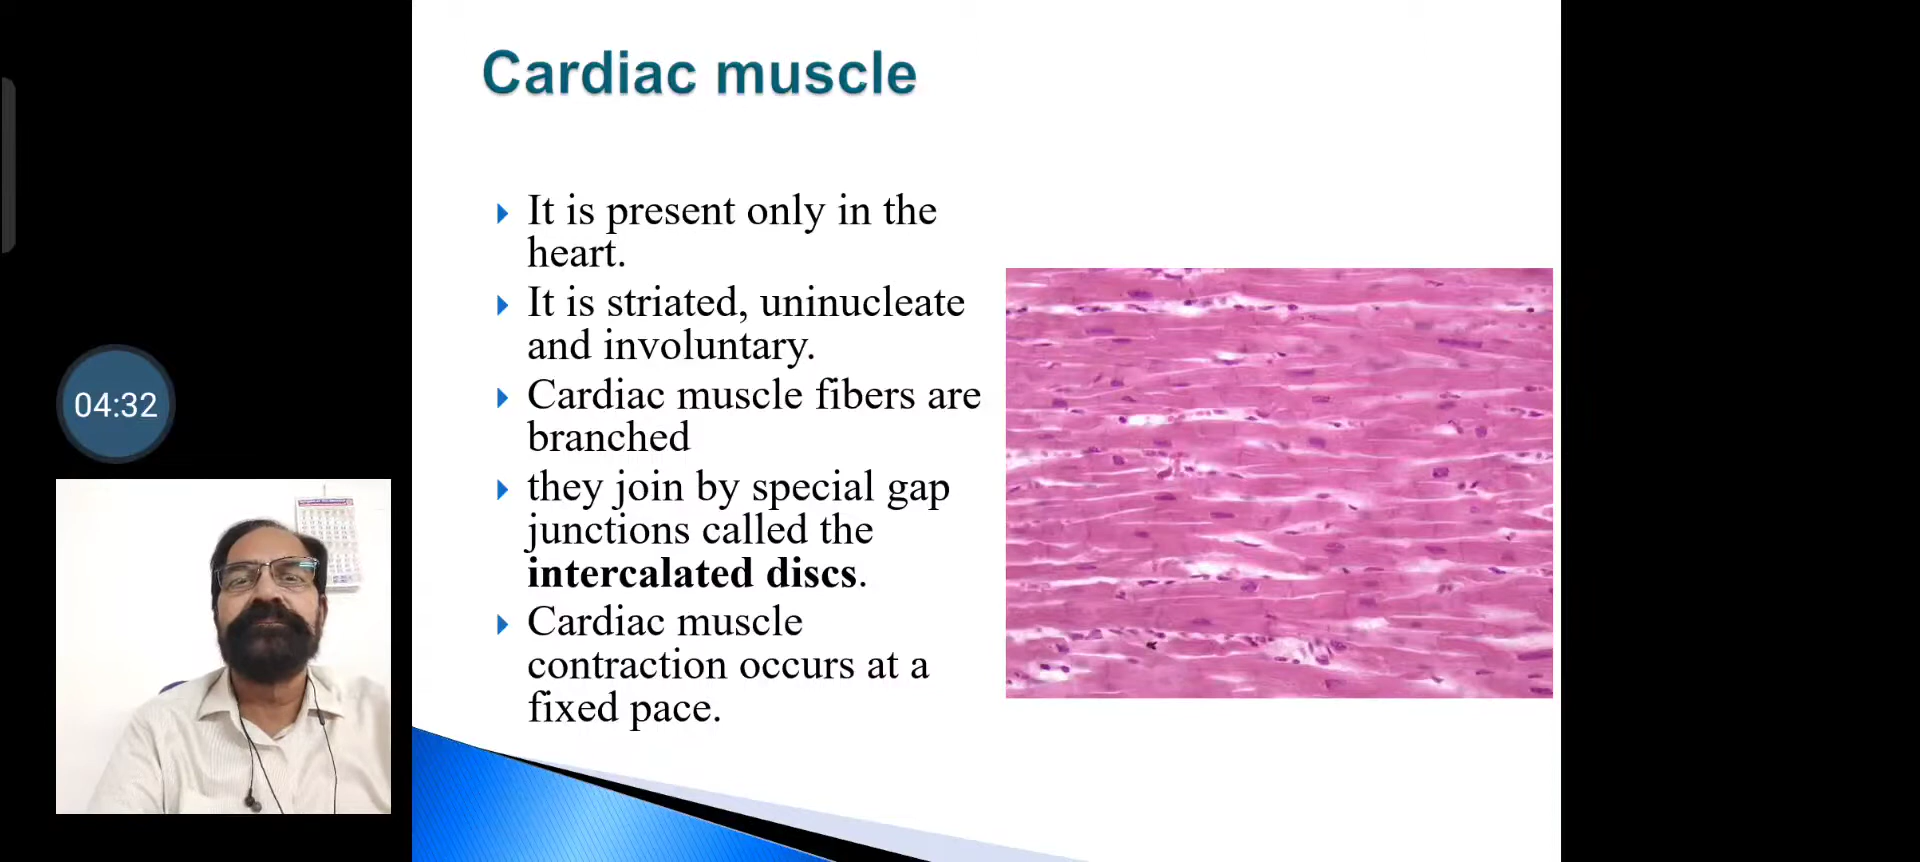 Cardiac muscle
It is present only in the
heart.
It is striated, uninucleate
and involuntary.
Cardiac muscle fibers are
branched
they join by special gap
junctions called the
intercalated discs.
Cardiac muscle
contraction occurs at a
fixed pace.
04:32